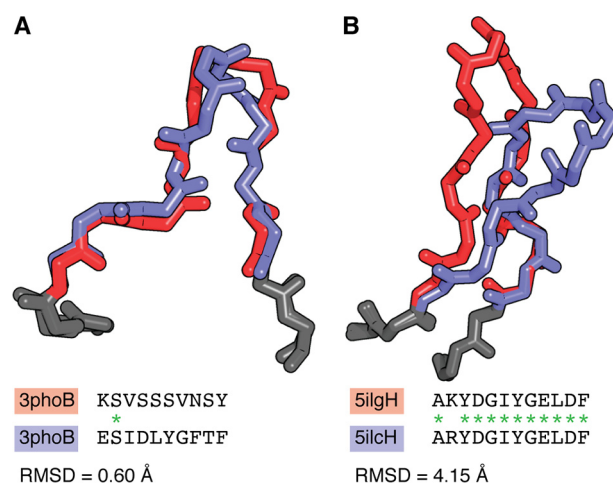 A
B
3phoB KSVSSSVNSY
*
3phoB ESIDLYGFTF
RMSD = 0.60 Å
5ilgH AKYDGIYGELDF
* **********
5ilcH ARYDGIYGELDF
RMSD = 4.15 Å